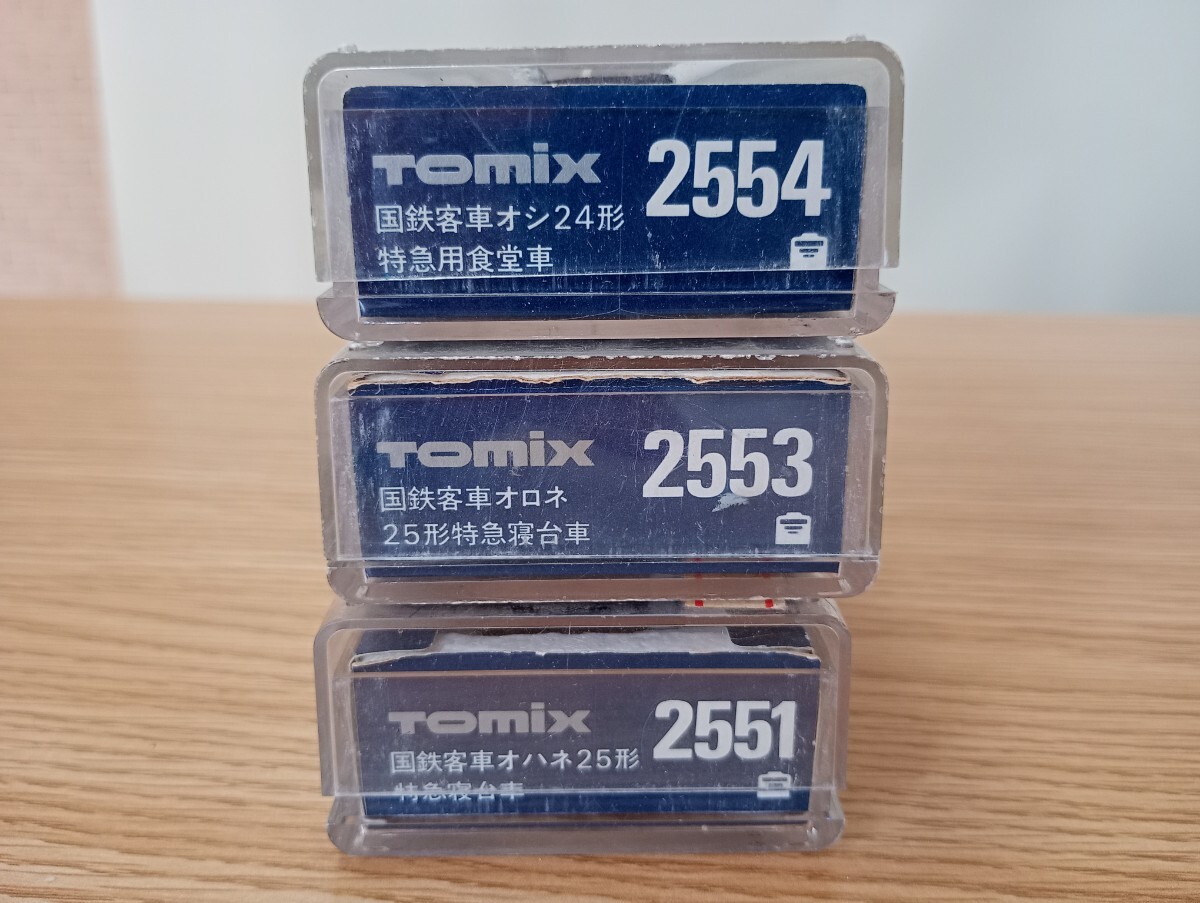 TOMIX 2554
国鉄客車オシ24形
特急用食堂車
TOMIX 2553
国鉄客車オロネ
25形特急寝台車
TOMIX 2551
国鉄客車オハネ25形
特急寝台車